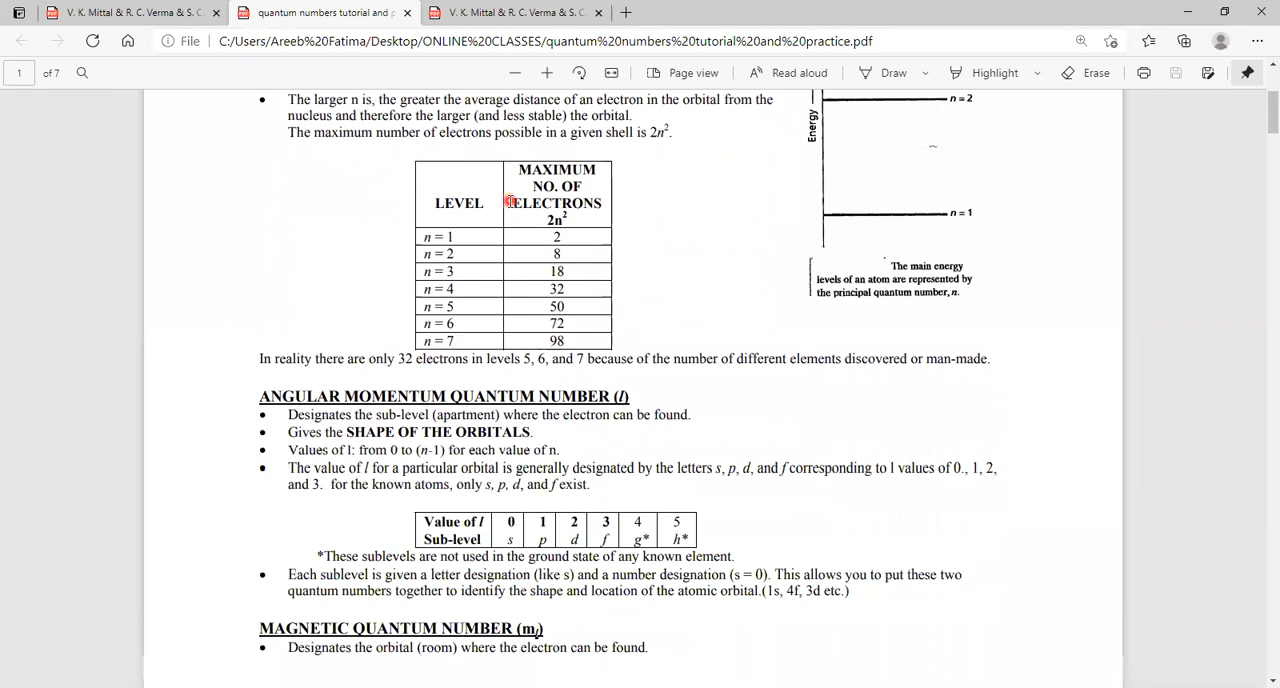 V. K. Mittal & R. C. Verma & S. C.
quantum numbers tutorial and p
V. K. Mittal & R. C. Verma & S. C.
File
C:/Users/Areeb%20Fatima/Desktop/ONLINE%20CLASSES/quantum%20numbers%20tutorial%20and%20practice.pdf
1 of 7
Page view
Read aloud
Draw
Highlight
Erase
• The larger n is, the greater the average distance of an electron in the orbital from the
nucleus and therefore the larger (and less stable) the orbital.
The maximum number of electrons possible in a given shell is 2n².
LEVEL
MAXIMUM
NO. OF
ELECTRONS
2n²
n = 1 2
n = 2 8
n = 3 18
n = 4 32
n = 5 50
n = 6 72
n = 7 98
Energy
n = 2
n = 1
The main energy
levels of an atom are represented by
the principal quantum number, n.
In reality there are only 32 electrons in levels 5, 6, and 7 because of the number of different elements discovered or man-made.
ANGULAR MOMENTUM QUANTUM NUMBER (l)
• Designates the sub-level (apartment) where the electron can be found.
• Gives the SHAPE OF THE ORBITALS.
• Values of l: from 0 to (n-1) for each value of n.
• The value of l for a particular orbital is generally designated by the letters s, p, d, and f corresponding to l values of 0., 1, 2,
and 3. for the known atoms, only s, p, d, and f exist.
Value of l 0 1 2 3 4 5
Sub-level s p d f g* h*
*These sublevels are not used in the ground state of any known element.
• Each sublevel is given a letter designation (like s) and a number designation (s = 0). This allows you to put these two
quantum numbers together to identify the shape and location of the atomic orbital.(1s, 4f, 3d etc.)
MAGNETIC QUANTUM NUMBER (mₗ)
• Designates the orbital (room) where the electron can be found.